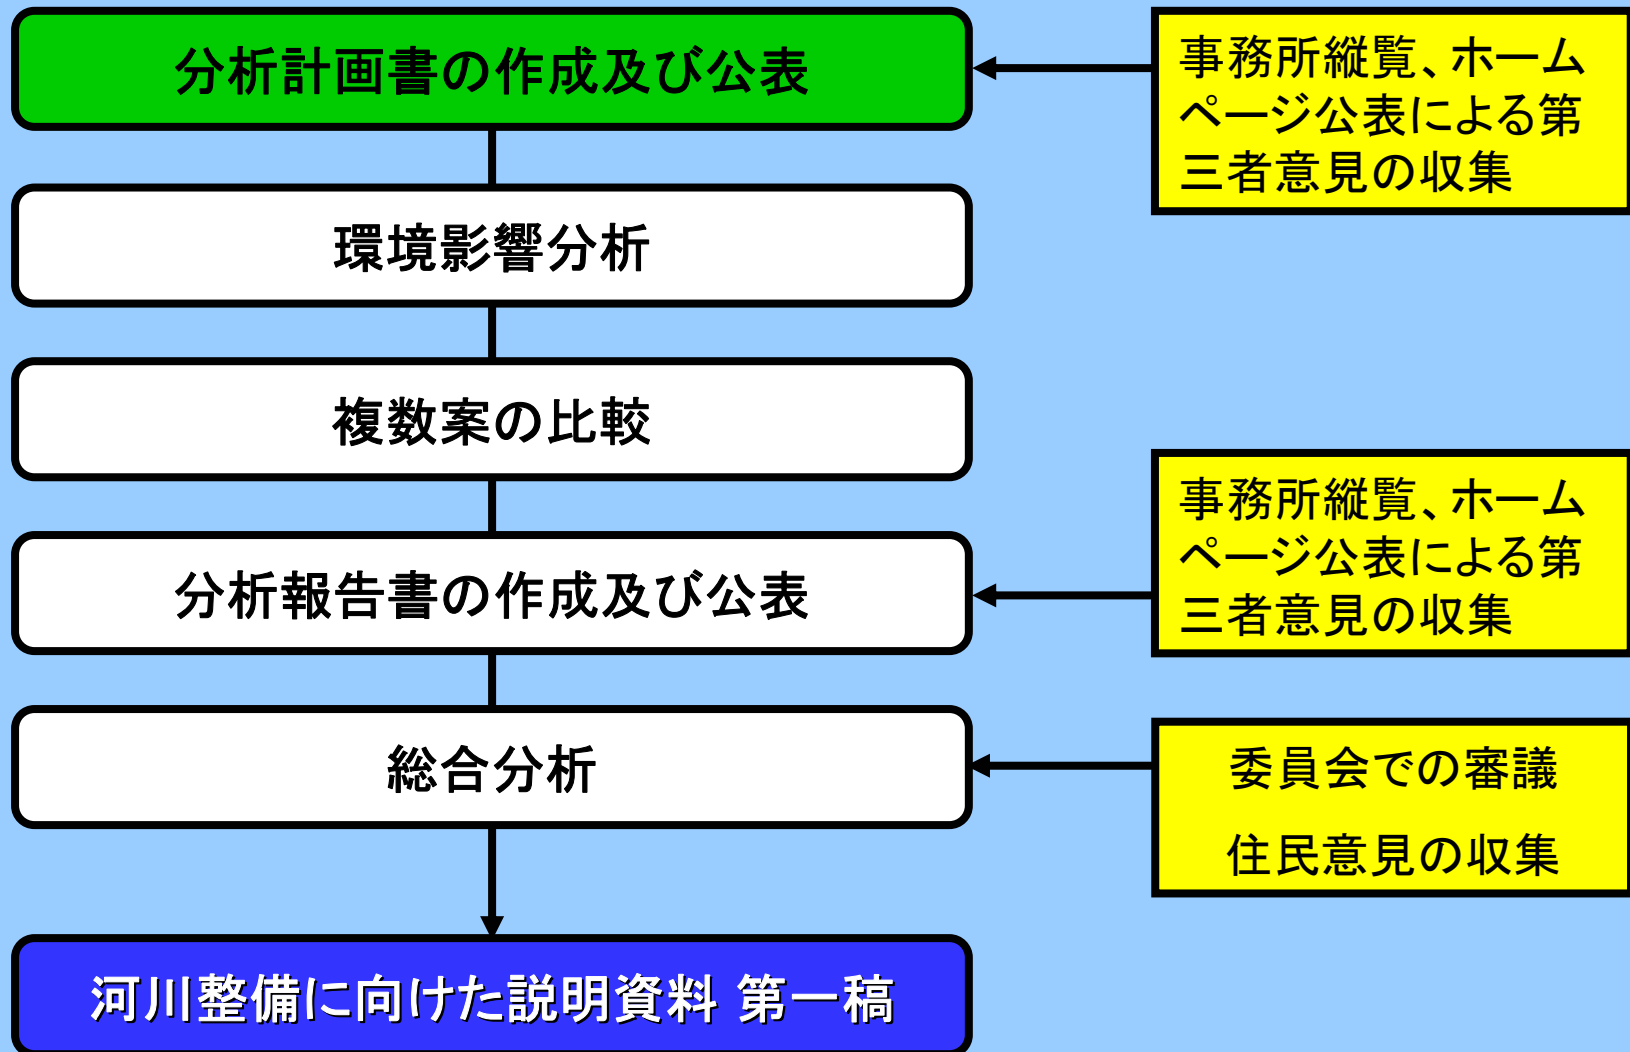 分析計画書の作成及び公表
事務所縦覧、ホーム
ページ公表による第
三者意見の収集
環境影響分析
複数案の比較
分析報告書の作成及び公表
事務所縦覧、ホーム
ページ公表による第
三者意見の収集
総合分析
委員会での審議
住民意見の収集
河川整備に向けた説明資料 第一稿